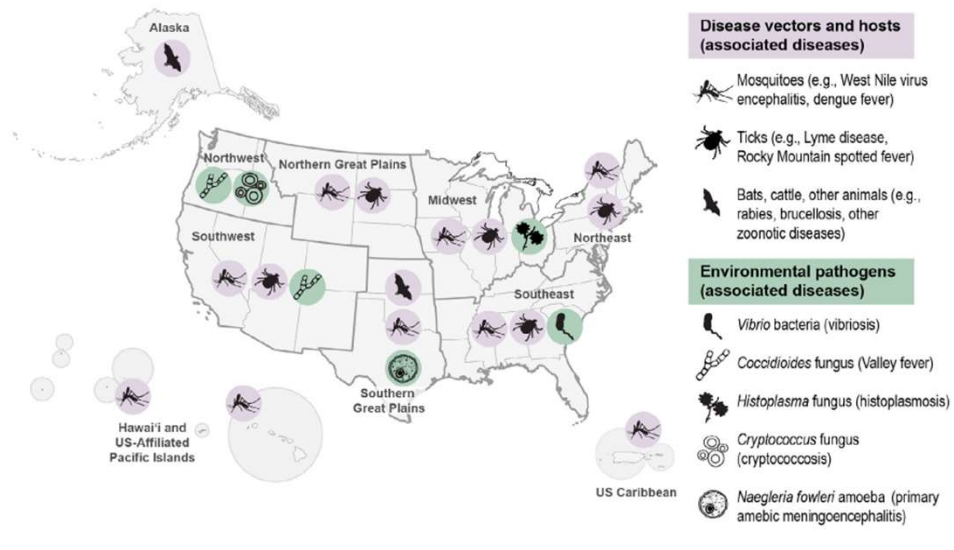 Alaska
Northwest
Northern Great Plains
Midwest
Northeast
Southwest
Southeast
Southern
Great Plains
Hawai‘i and
US-Affiliated
Pacific Islands
US Caribbean
Disease vectors and hosts
(associated diseases)
Mosquitoes (e.g., West Nile virus
encephalitis, dengue fever)
Ticks (e.g., Lyme disease,
Rocky Mountain spotted fever)
Bats, cattle, other animals (e.g.,
rabies, brucellosis, other
zoonotic diseases)
Environmental pathogens
(associated diseases)
Vibrio bacteria (vibriosis)
Coccidioides fungus (Valley fever)
Histoplasma fungus (histoplasmosis)
Cryptococcus fungus
(cryptococcosis)
Naegleria fowleri amoeba (primary
amebic meningoencephalitis)